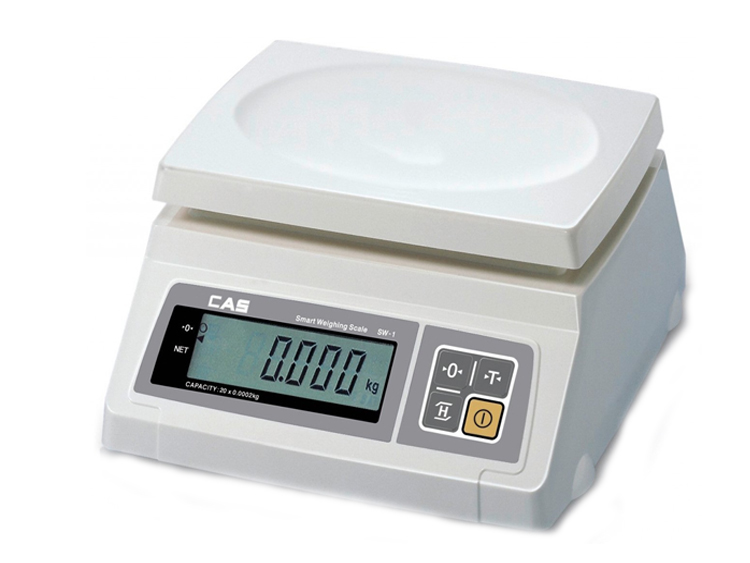 CAS
Smart Weighing Scale SW-1
▸0◂
NET
0.000 kg
CAPACITY: 20 x 0.0002kg
▸0◂ ▸T◂
H